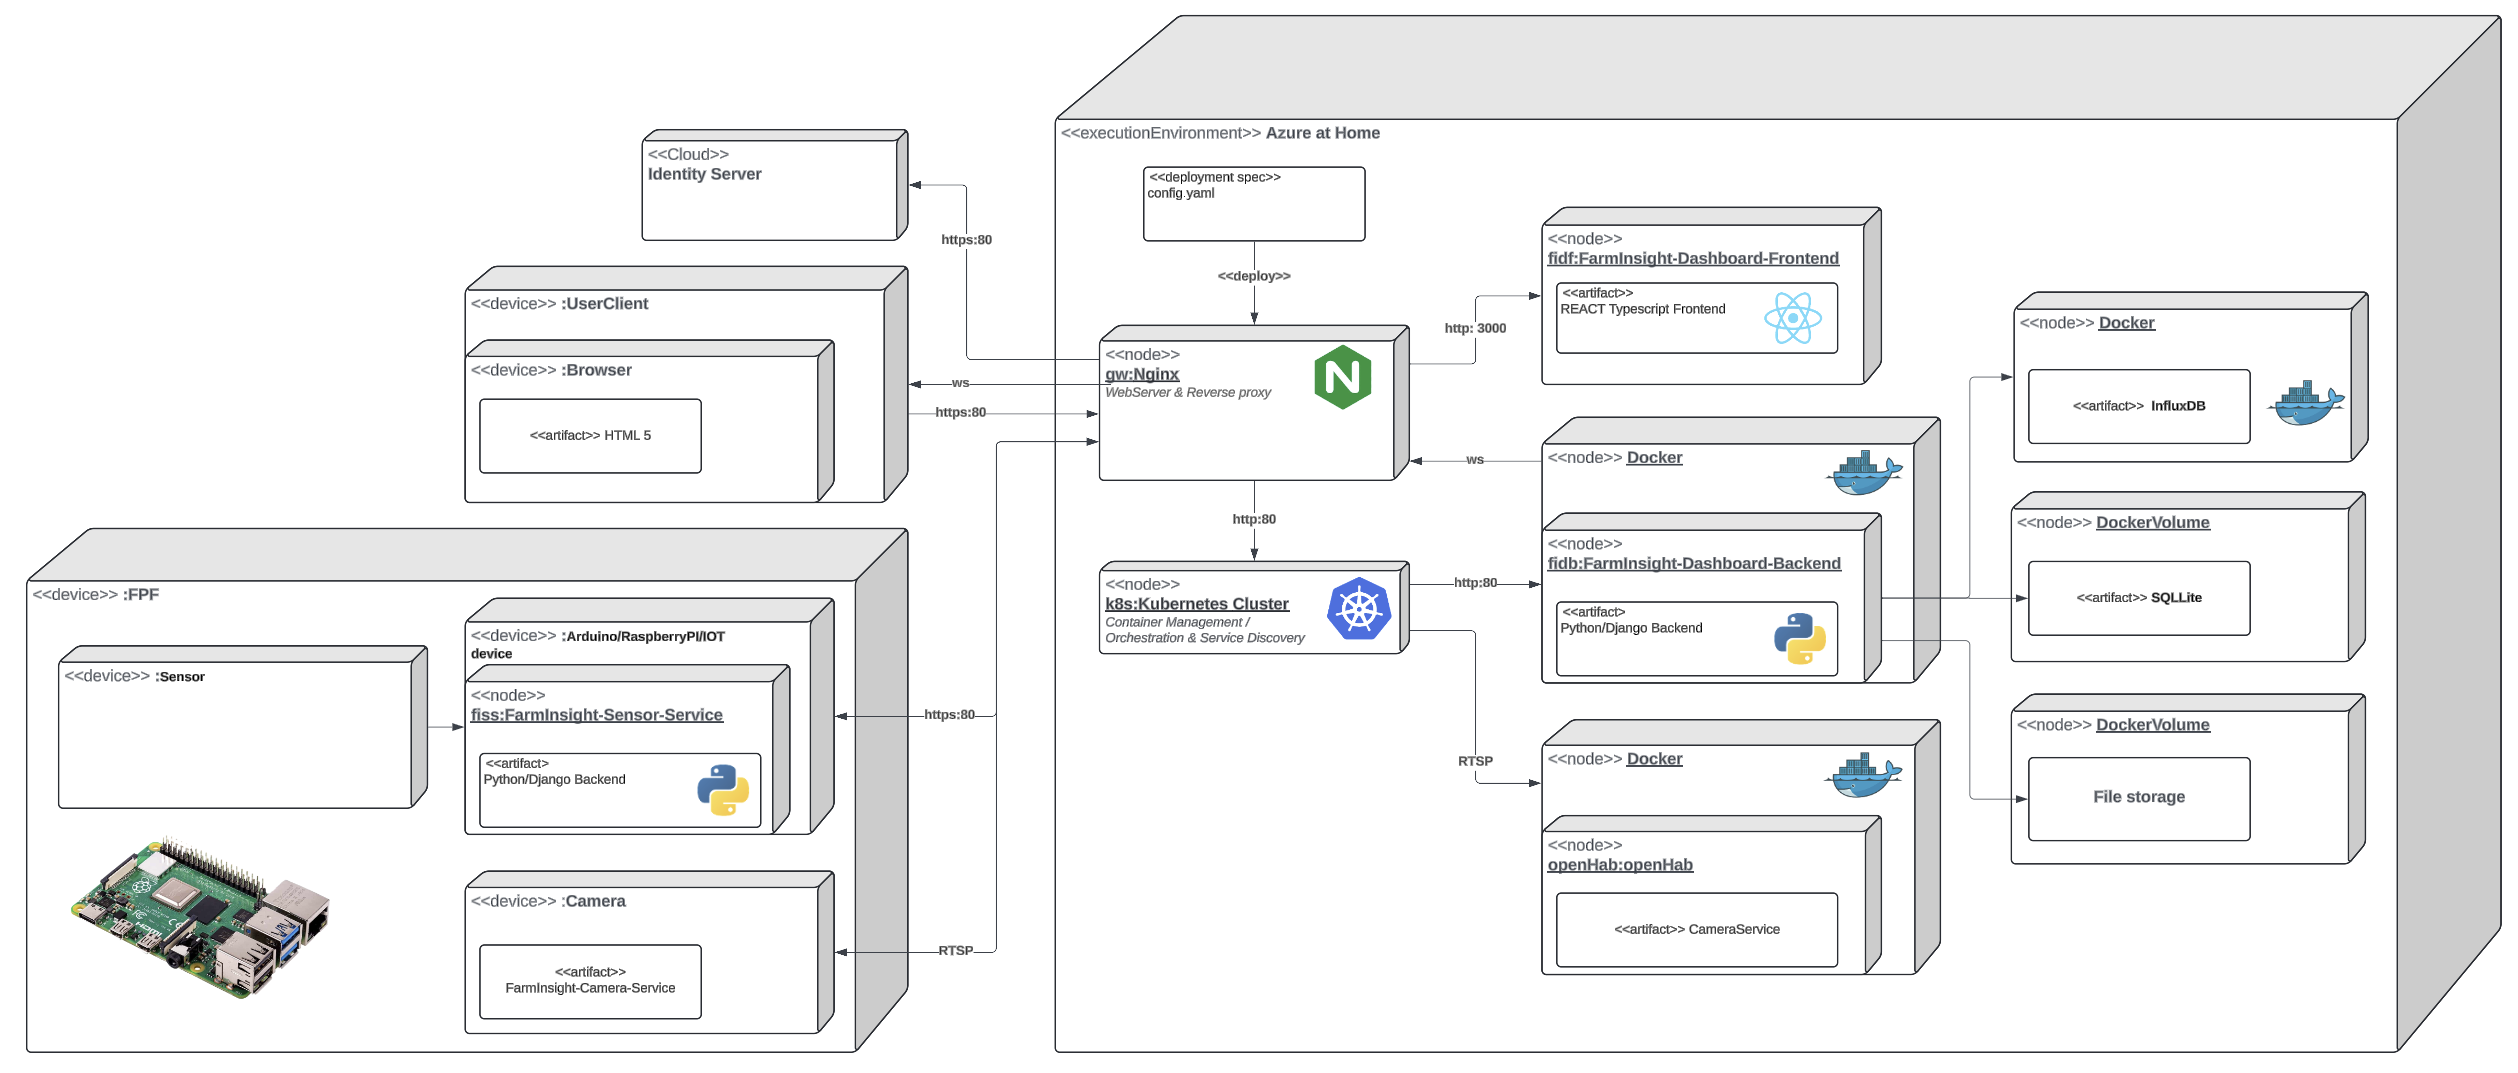 <<executionEnvironment>> Azure at Home
<<Cloud>>
Identity Server
<<deployment spec>>
config.yaml
https:80
<<deploy>>
<<node>>
fidf:FarmInsight-Dashboard-Frontend
<<artifact>>
REACT Typescript Frontend
<<device>> :UserClient
<<device>> :Browser
<<artifact>> HTML 5
ws
https:80
<<node>>
gw:Nginx
WebServer & Reverse proxy
N
http: 3000
<<node>> Docker
<<artifact>> InfluxDB
ws
<<node>> Docker
http:80
<<node>>
fidb:FarmInsight-Dashboard-Backend
<<artifact>
Python/Django Backend
<<node>> DockerVolume
<<artifact>> SQLLite
<<node>>
k8s:Kubernetes Cluster
Container Management /
Orchestration & Service Discovery
http:80
<<device>> :FPF
<<device>> :Sensor
<<device>> :Arduino/RaspberryPI/IOT
device
<<node>>
fiss:FarmInsight-Sensor-Service
<<artifact>
Python/Django Backend
https:80
RTSP
<<node>> Docker
<<node>>
openHab:openHab
<<artifact>> CameraService
<<node>> DockerVolume
File storage
<<device>> :Camera
<<artifact>>
FarmInsight-Camera-Service
RTSP
HDMI